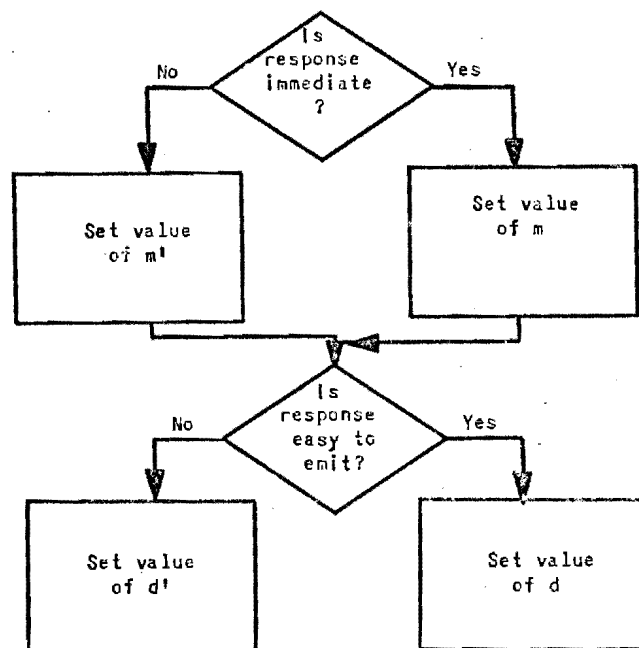 Is
response
immediate
?
No
Yes
Set value
of m'
Set value
of m
Is
response
easy to
emit?
No
Yes
Set value
of d'
Set value
of d